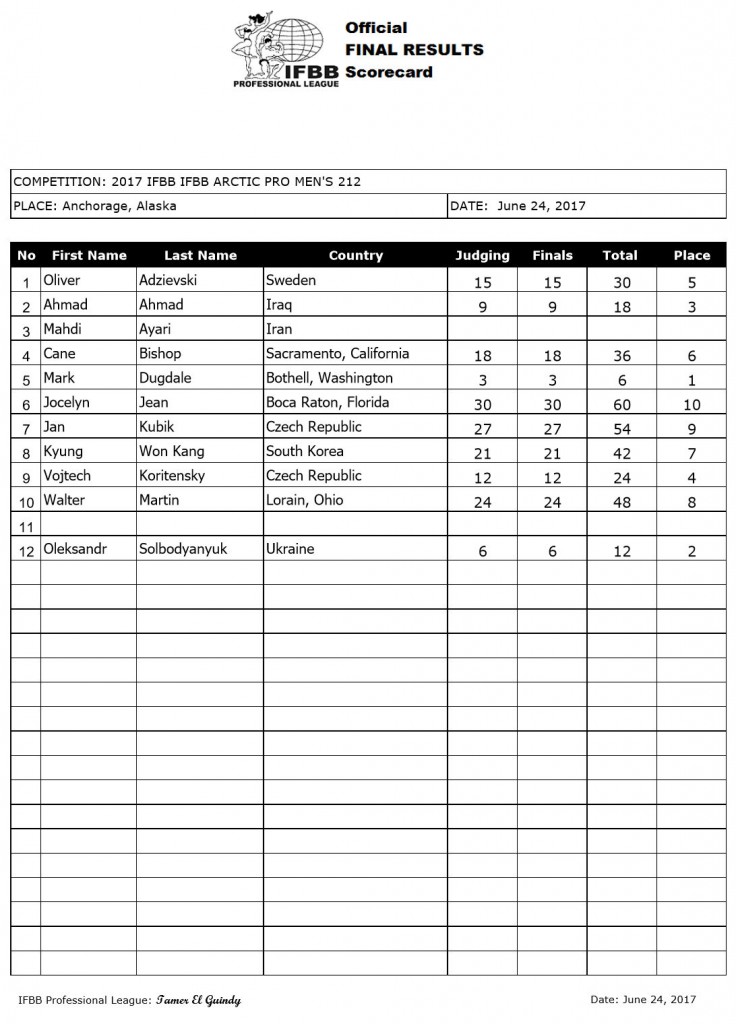 Official
FINAL RESULTS
IFBB Scorecard
PROFESSIONAL LEAGUE
COMPETITION: 2017 IFBB IFBB ARCTIC PRO MEN'S 212
PLACE: Anchorage, Alaska DATE: June 24, 2017
No First Name Last Name Country Judging Finals Total Place
1 Oliver Adzievski Sweden 15 15 30 5
2 Ahmad Ahmad Iraq 9 9 18 3
3 Mahdi Ayari Iran
4 Cane Bishop Sacramento, California 18 18 36 6
5 Mark Dugdale Bothell, Washington 3 3 6 1
6 Jocelyn Jean Boca Raton, Florida 30 30 60 10
7 Jan Kubik Czech Republic 27 27 54 9
8 Kyung Won Kang South Korea 21 21 42 7
9 Vojtech Koritensky Czech Republic 12 12 24 4
10 Walter Martin Lorain, Ohio 24 24 48 8
11
12 Oleksandr Solbodyanyuk Ukraine 6 6 12 2
IFBB Professional League: Tamer El Guindy Date: June 24, 2017